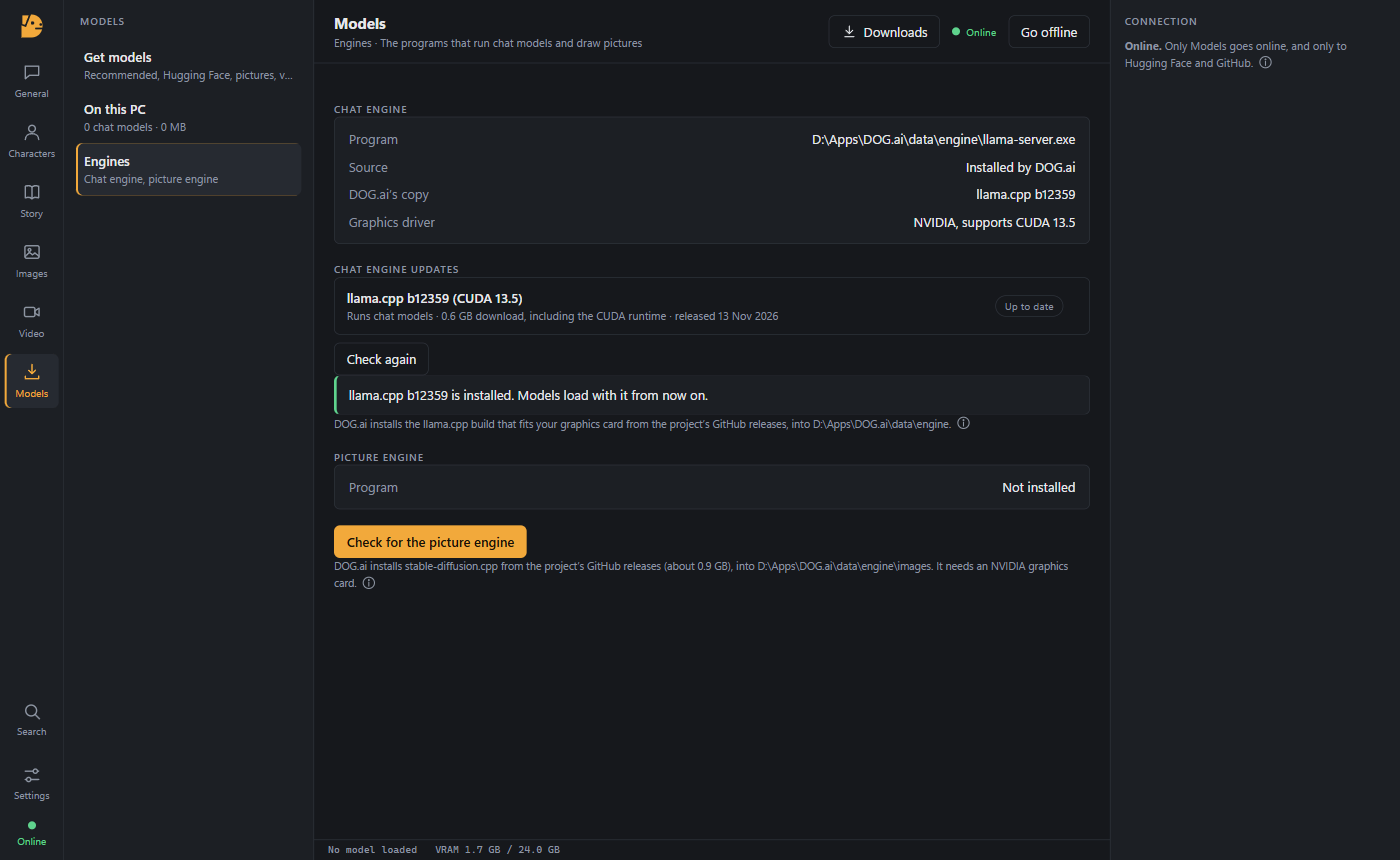 General
Characters
Story
Images
Video
Models
Search
Settings
Online
MODELS
Get models
Recommended, Hugging Face, pictures, v...
On this PC
0 chat models · 0 MB
Engines
Chat engine, picture engine
Models
Engines · The programs that run chat models and draw pictures
Downloads
Online
Go offline
CHAT ENGINE
Program D:\Apps\DOG.ai\data\engine\llama-server.exe
Source Installed by DOG.ai
DOG.ai's copy llama.cpp b12359
Graphics driver NVIDIA, supports CUDA 13.5
CHAT ENGINE UPDATES
llama.cpp b12359 (CUDA 13.5)
Runs chat models · 0.6 GB download, including the CUDA runtime · released 13 Nov 2026
Up to date
Check again
llama.cpp b12359 is installed. Models load with it from now on.
DOG.ai installs the llama.cpp build that fits your graphics card from the project's GitHub releases, into D:\Apps\DOG.ai\data\engine.
PICTURE ENGINE
Program Not installed
Check for the picture engine
DOG.ai installs stable-diffusion.cpp from the project's GitHub releases (about 0.9 GB), into D:\Apps\DOG.ai\data\engine\images. It needs an NVIDIA graphics
card.
No model loaded VRAM 1.7 GB / 24.0 GB
CONNECTION
Online. Only Models goes online, and only to
Hugging Face and GitHub.